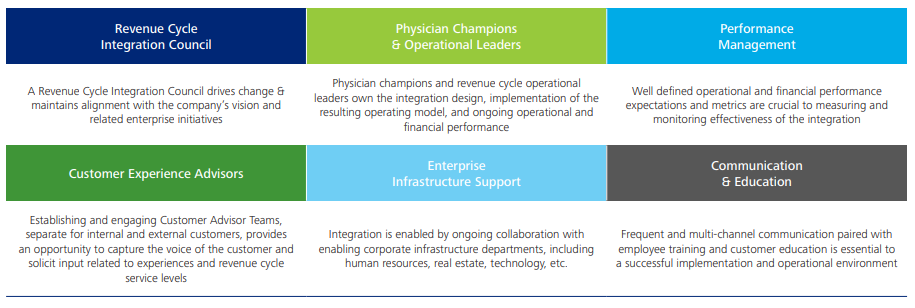 Revenue Cycle
Integration Council
Physician Champions
& Operational Leaders
Performance
Management
A Revenue Cycle Integration Council drives change &
maintains alignment with the company's vision and
related enterprise initiatives
Physician champions and revenue cycle operational
leaders own the integration design, implementation of the
resulting operating model, and ongoing operational and
financial performance
Well defined operational and financial performance
expectations and metrics are crucial to measuring and
monitoring effectiveness of the integration
Customer Experience Advisors
Enterprise
Infrastructure Support
Communication
& Education
Establishing and engaging Customer Advisor Teams,
separate for internal and external customers, provides
an opportunity to capture the voice of the customer and
solicit input related to experiences and revenue cycle
service levels
Integration is enabled by ongoing collaboration with
enabling corporate infrastructure departments, including
human resources, real estate, technology, etc.
Frequent and multi-channel communication paired with
employee training and customer education is essential to
a successful implementation and operational environment